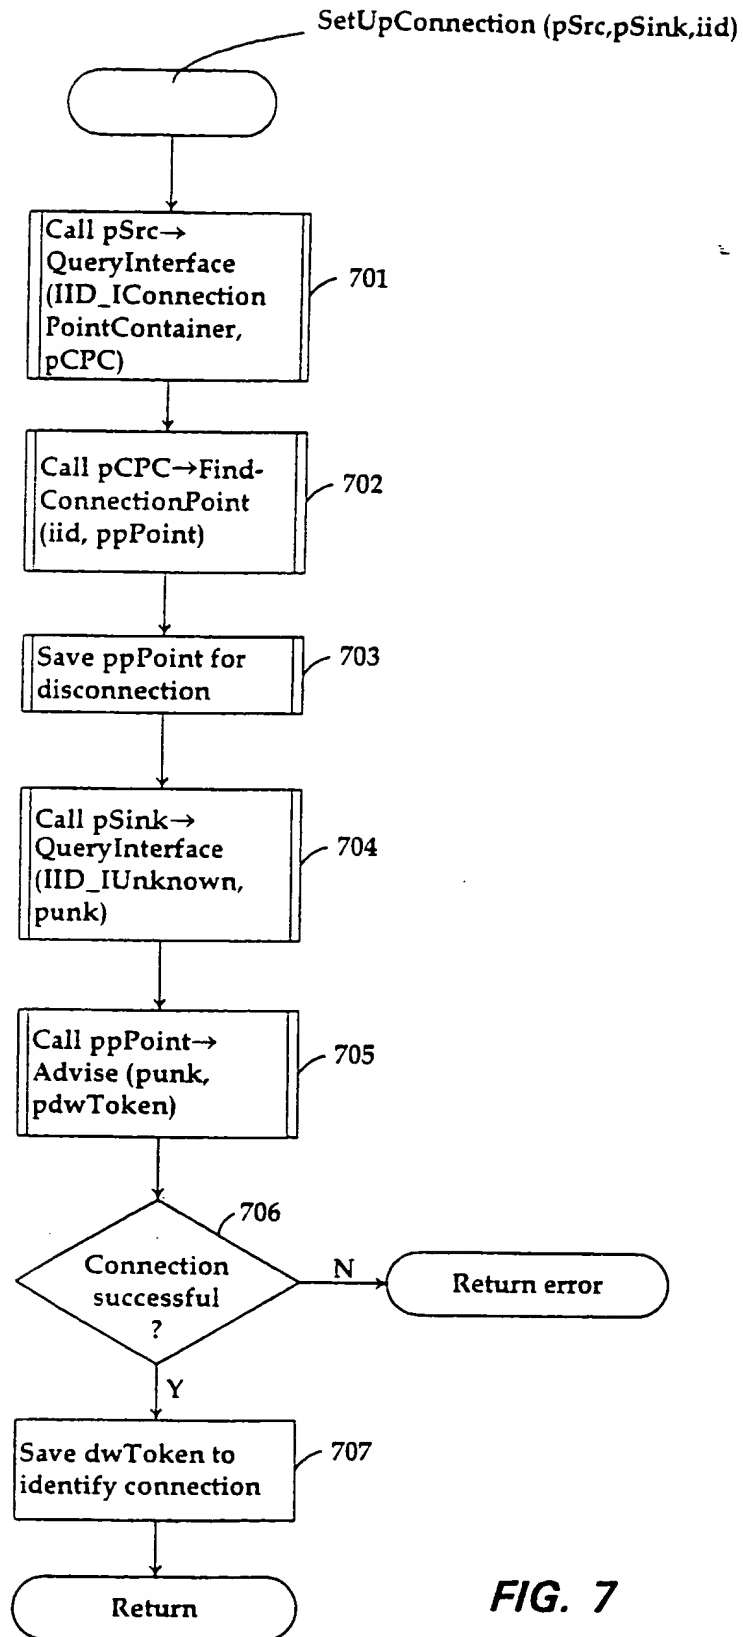 SetUpConnection (pSrc,pSink,iid)
Call pSrc→
QueryInterface
(IID_IConnection
PointContainer,
pCPC)
701
Call pCPC→Find-
ConnectionPoint
(iid, ppPoint)
702
Save ppPoint for
disconnection
703
Call pSink→
QueryInterface
(IID_IUnknown,
punk)
704
Call ppPoint→
Advise (punk,
pdwToken)
705
706
Connection
successful
?
N
Return error
Y
Save dwToken to
identify connection
707
Return
FIG. 7